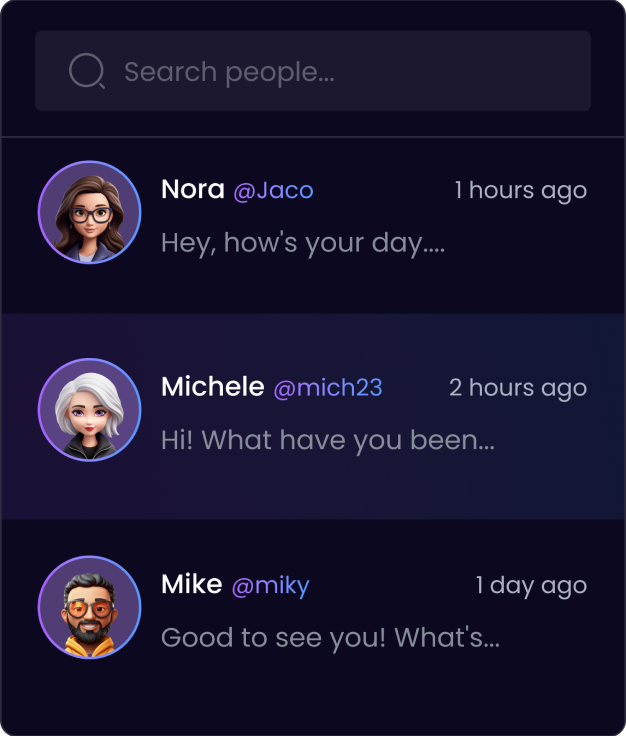 Search people...
Nora @Jaco 1 hours ago
Hey, how's your day....
Michele @mich23 2 hours ago
Hi! What have you been...
Mike @miky 1 day ago
Good to see you! What's...